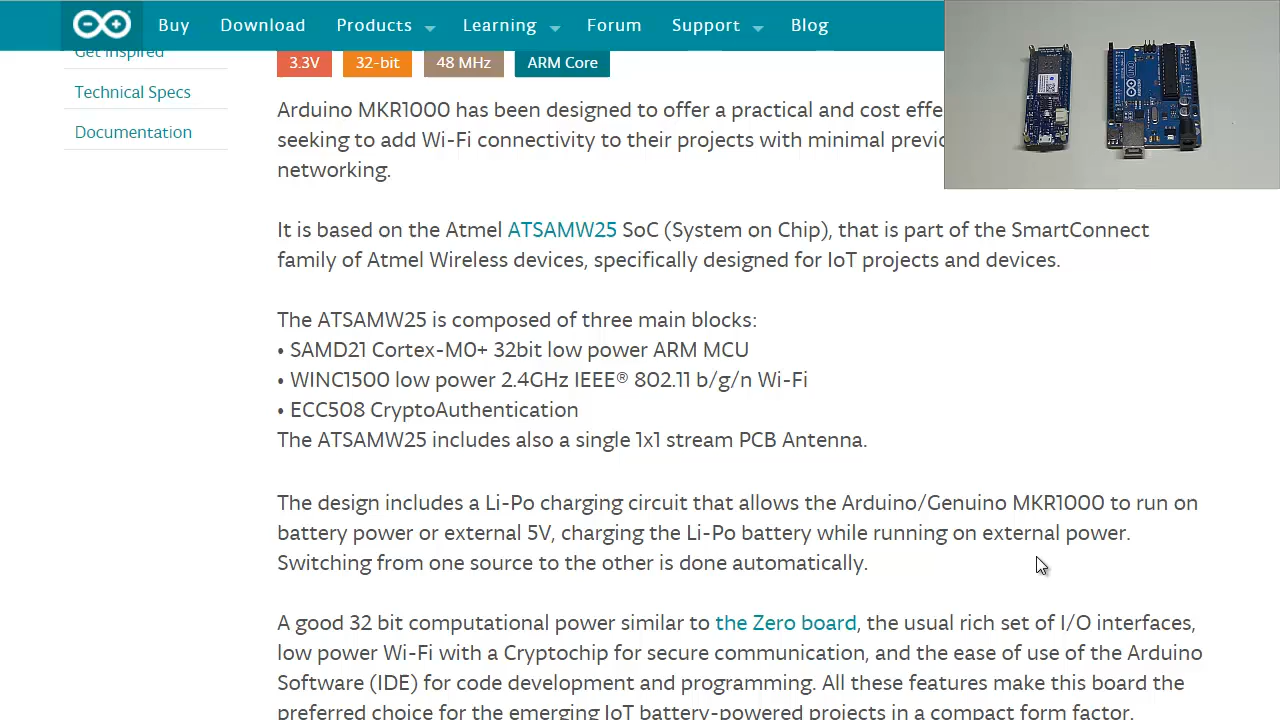 Buy Download Products Learning Forum Support Blog
Get Inspired
Technical Specs
Documentation
3.3V 32-bit 48 MHz ARM Core
Arduino MKR1000 has been designed to offer a practical and cost
seeking to add Wi-Fi connectivity to their projects with minimal
networking.
It is based on the Atmel ATSAMW25 SoC (System on Chip), that is part of the SmartConnect
family of Atmel Wireless devices, specifically designed for IoT projects and devices.
The ATSAMW25 is composed of three main blocks:
• SAMD21 Cortex-M0+ 32bit low power ARM MCU
• WINC1500 low power 2.4GHz IEEE® 802.11 b/g/n Wi-Fi
• ECC508 CryptoAuthentication
The ATSAMW25 includes also a single 1x1 stream PCB Antenna.
The design includes a Li-Po charging circuit that allows the Arduino/Genuino MKR1000 to run on
battery power or external 5V, charging the Li-Po battery while running on external power.
Switching from one source to the other is done automatically.
A good 32 bit computational power similar to the Zero board, the usual rich set of I/O interfaces,
low power Wi-Fi with a Cryptochip for secure communication, and the ease of use of the Arduino
Software (IDE) for code development and programming. All these features make this board the
preferred choice for the emerging IoT battery-powered projects in a compact form factor.